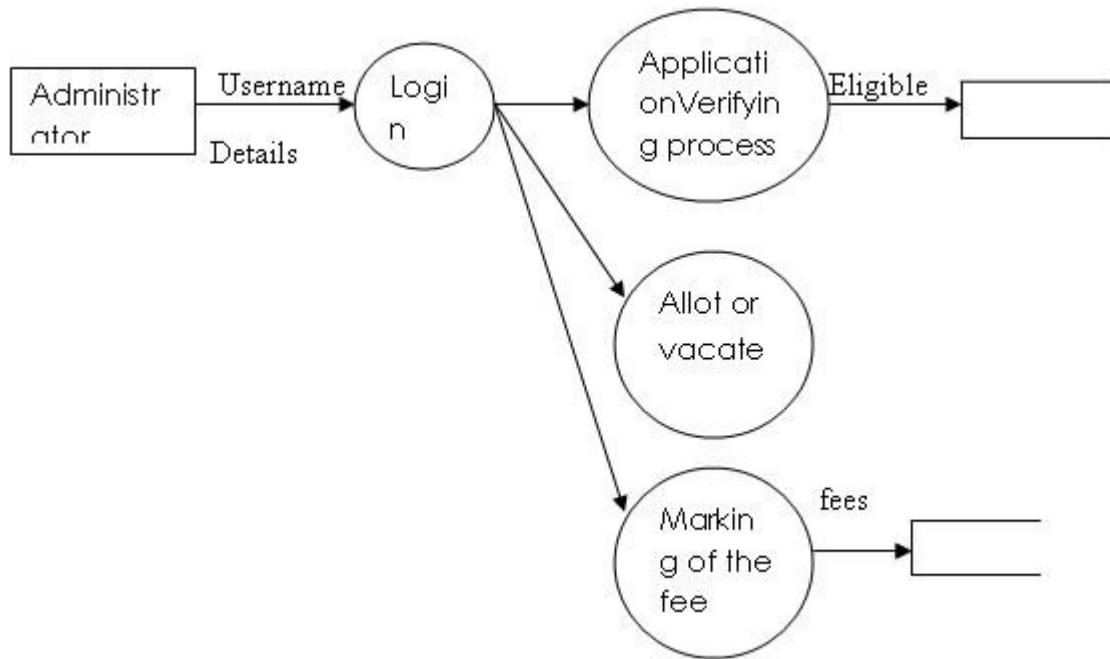 Administr
ator
Username
Details
Logi
n
Applicati
onVerifyin
g process
Eligible
Allot or
vacate
Markin
g of the
fee
fees